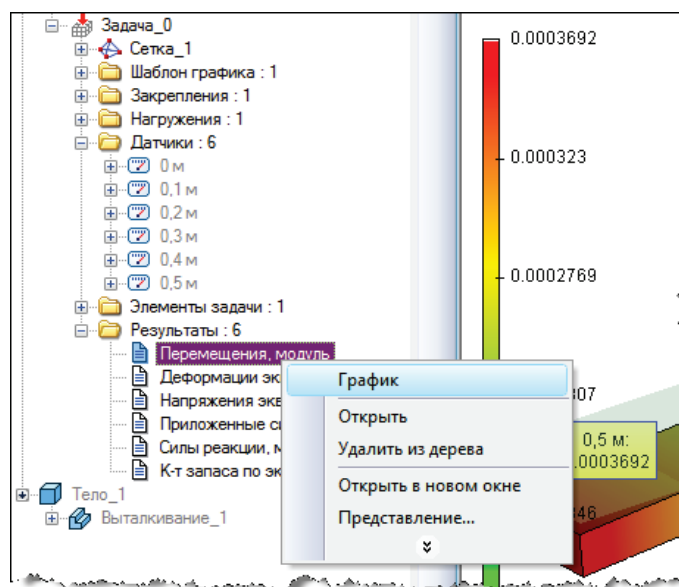 Задача_0
Сетка_1
Шаблон графика : 1
Закрепления : 1
Нагружения : 1
Датчики : 6
0 м
0,1 м
0,2 м
0,3 м
0,4 м
0,5 м
Элементы задачи : 1
Результаты : 6
Перемещения, модуль
Деформации эк
Напряжения экв
Приложенные с
Силы реакции, м
К-т запаса по эк
Тело_1
Выталкивание_1
График
Открыть
Удалить из дерева
Открыть в новом окне
Представление...
0.0003692
0.000323
0.0002769
307
0,5 м:
.0003692
346